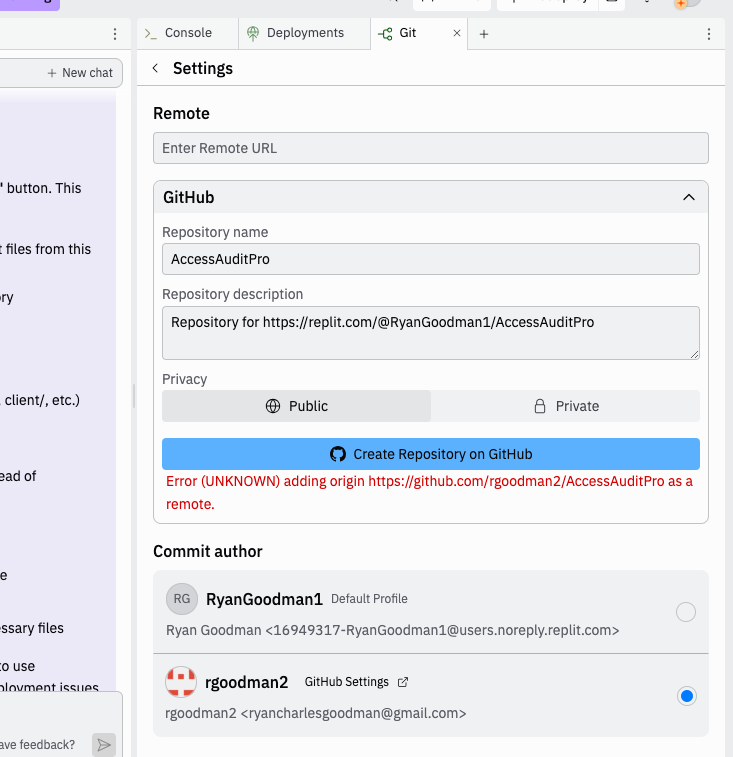 Console
Deployments
Git
New chat
Settings
Remote
Enter Remote URL
" button. This
GitHub
files from this
Repository name
AccessAuditPro
Repository description
Repository for https://replit.com/@RyanGoodman1/AccessAuditPro
Privacy
client/, etc.)
Public
Private
Create Repository on GitHub
Error (UNKNOWN) adding origin https://github.com/rgoodman2/AccessAuditPro as a
remote.
Commit author
RG
RyanGoodman1 Default Profile
Ryan Goodman <16949317-RyanGoodman1@users.noreply.replit.com>
ssary files
to use
rgoodman2 GitHub Settings
ployment issues
rgoodman2 <ryancharlesgoodman@gmail.com>
ave feedback?